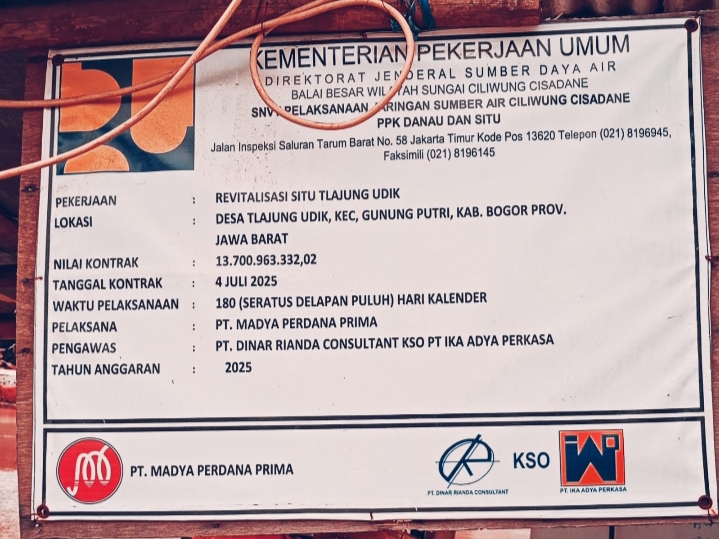 KEMENTERIAN PEKERJAAN UMUM
DIREKTORAT JENDERAL SUMBER DAYA AIR
BALAI BESAR WILAYAH SUNGAI CILIWUNG CISADANE
SNVT PELAKSANAAN JARINGAN SUMBER AIR CILIWUNG CISADANE
PPK DANAU DAN SITU
Jalan Inspeksi Saluran Tarum Barat No. 58 Jakarta Timur Kode Pos 13620 Telepon (021) 8196945,
Faksimili (021) 8196145
PEKERJAAN : REVITALISASI SITU TLAJUNG UDIK
LOKASI : DESA TLAJUNG UDIK, KEC, GUNUNG PUTRI, KAB. BOGOR PROV.
JAWA BARAT
NILAI KONTRAK : 13.700.963.332,02
TANGGAL KONTRAK : 4 JULI 2025
WAKTU PELAKSANAAN : 180 (SERATUS DELAPAN PULUH) HARI KALENDER
PELAKSANA : PT. MADYA PERDANA PRIMA
PENGAWAS : PT. DINAR RIANDA CONSULTANT KSO PT IKA ADYA PERKASA
TAHUN ANGGARAN : 2025
PT. MADYA PERDANA PRIMA
KSO
PT. DINAR RIANDA CONSULTANT
PT. IKA ADYA PERKASA